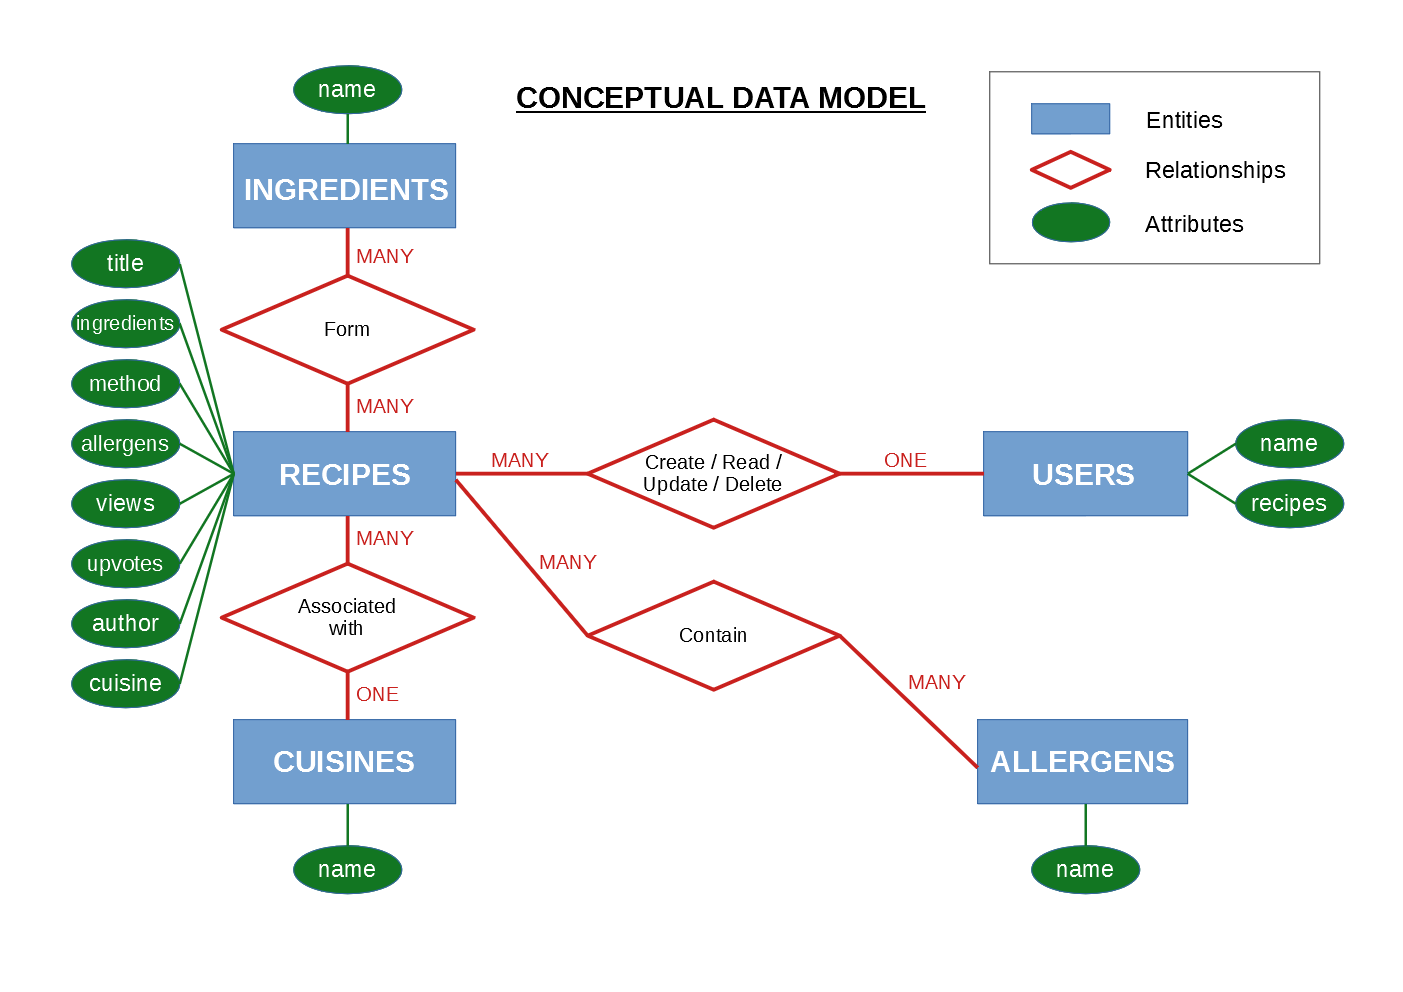 CONCEPTUAL DATA MODEL
Entities
Relationships
Attributes
name
INGREDIENTS
MANY
Form
MANY
title
ingredients
method
allergens
views
upvotes
author
cuisine
RECIPES
MANY
Create / Read /
Update / Delete
ONE
USERS
name
recipes
MANY
Associated
with
ONE
MANY
Contain
MANY
CUISINES
name
ALLERGENS
name